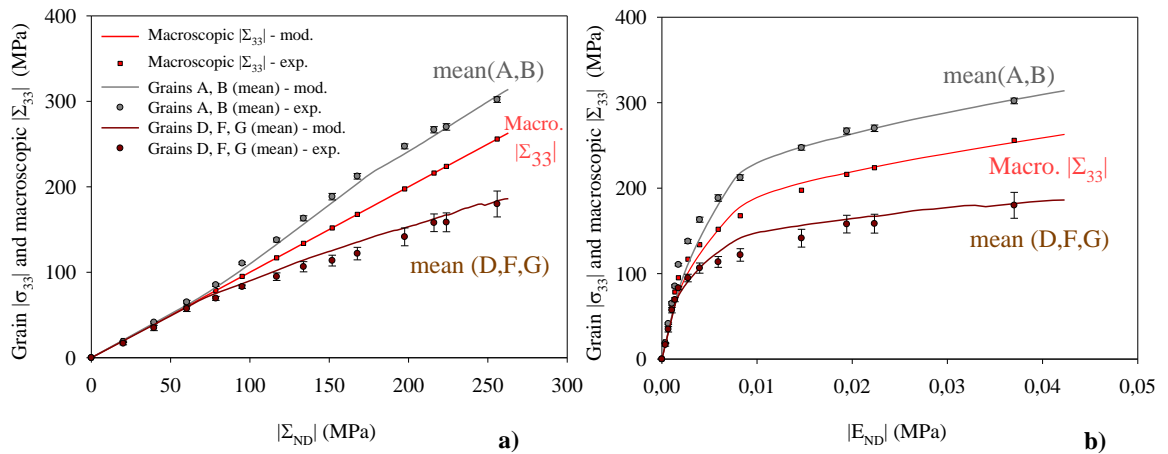 Grain |σ33| and macroscopic |Σ33| (MPa)
400
300
200
100
0
Macroscopic |Σ33| - mod.
Macroscopic |Σ33| - exp.
Grains A, B (mean) - mod.
Grains A, B (mean) - exp.
Grains D, F, G (mean) - mod.
Grains D, F, G (mean) - exp.
mean(A,B)
Macro.
|Σ33|
mean (D,F,G)
0 50 100 150 200 250 300
|ΣND| (MPa)
a)
Grain |σ33| and macroscopic |Σ33| (MPa)
400
300
200
100
0
mean(A,B)
Macro. |Σ33|
mean (D,F,G)
0,00 0,01 0,02 0,03 0,04 0,05
|END| (MPa)
b)